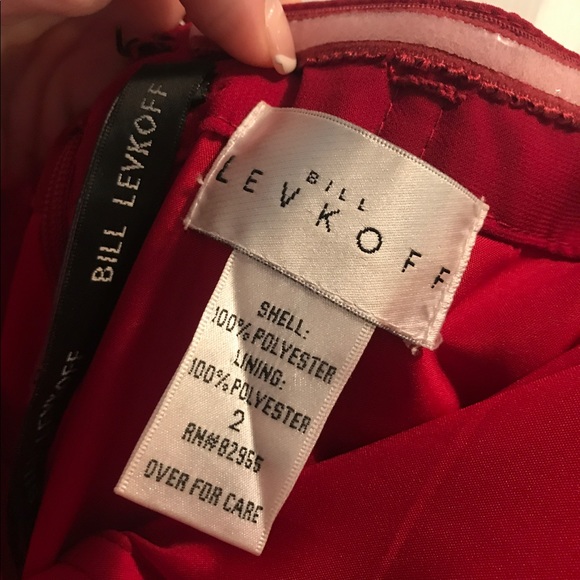 BILL LEVKOFF
LEVKOFF
BILL
LEVKOFF
SHELL:
100% POLYESTER
LINING:
100% POLYESTER
2
RN#82955
OVER FOR CARE